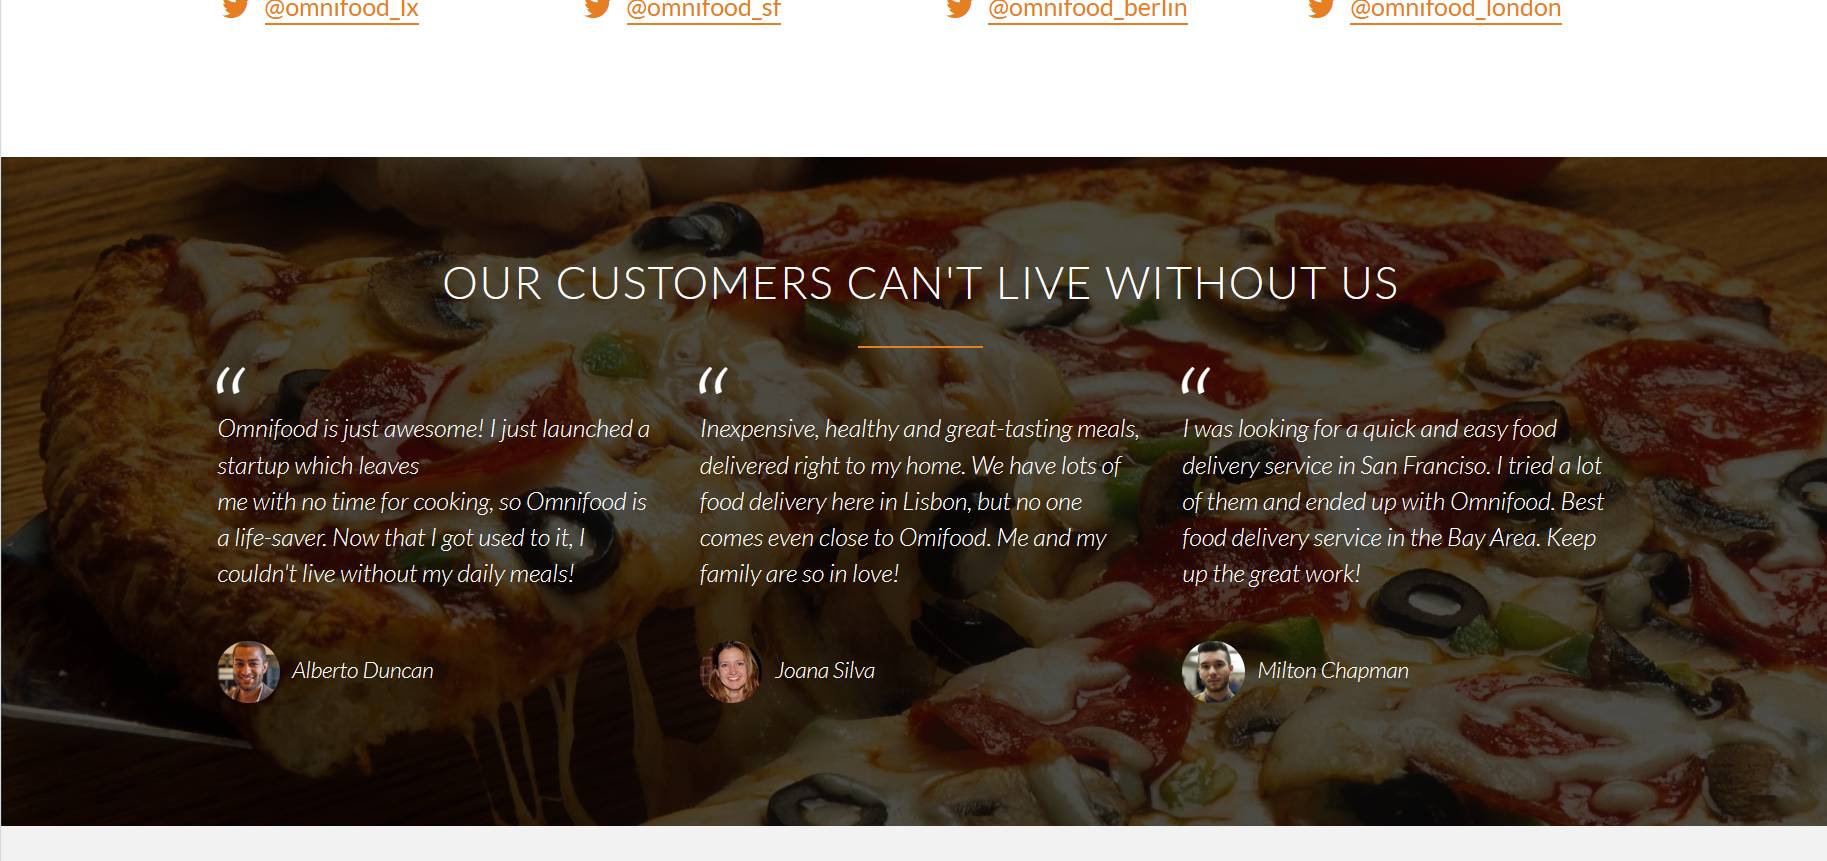 @omnifood_lx @omnifood_sf @omnifood_berlin @omnifood_london
OUR CUSTOMERS CAN'T LIVE WITHOUT US
“
Omnifood is just awesome! I just launched a
startup which leaves
me with no time for cooking, so Omnifood is
a life-saver. Now that I got used to it, I
couldn't live without my daily meals!
Alberto Duncan
“
Inexpensive, healthy and great-tasting meals,
delivered right to my home. We have lots of
food delivery here in Lisbon, but no one
comes even close to Omifood. Me and my
family are so in love!
Joana Silva
“
I was looking for a quick and easy food
delivery service in San Franciso. I tried a lot
of them and ended up with Omnifood. Best
food delivery service in the Bay Area. Keep
up the great work!
Milton Chapman